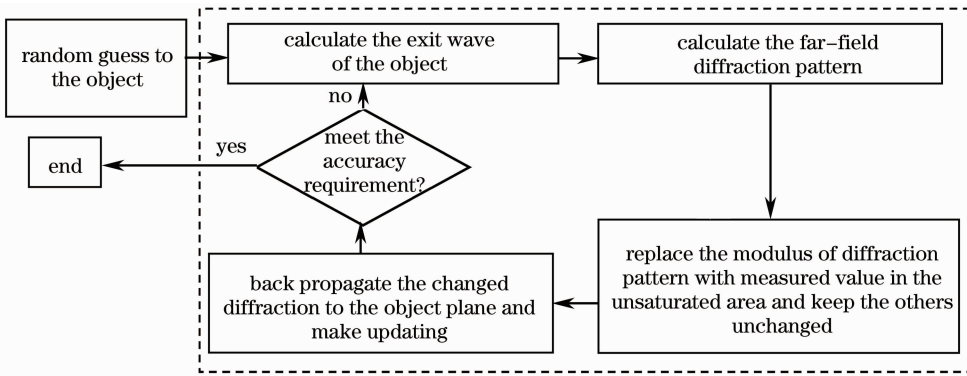 random guess to
the object
calculate the exit wave
of the object
calculate the far-field
diffraction pattern
no
meet the
accuracy
requirement?
yes
end
back propagate the changed
diffraction to the object plane and
make updating
replace the modulus of diffraction
pattern with measured value in the
unsaturated area and keep the others
unchanged